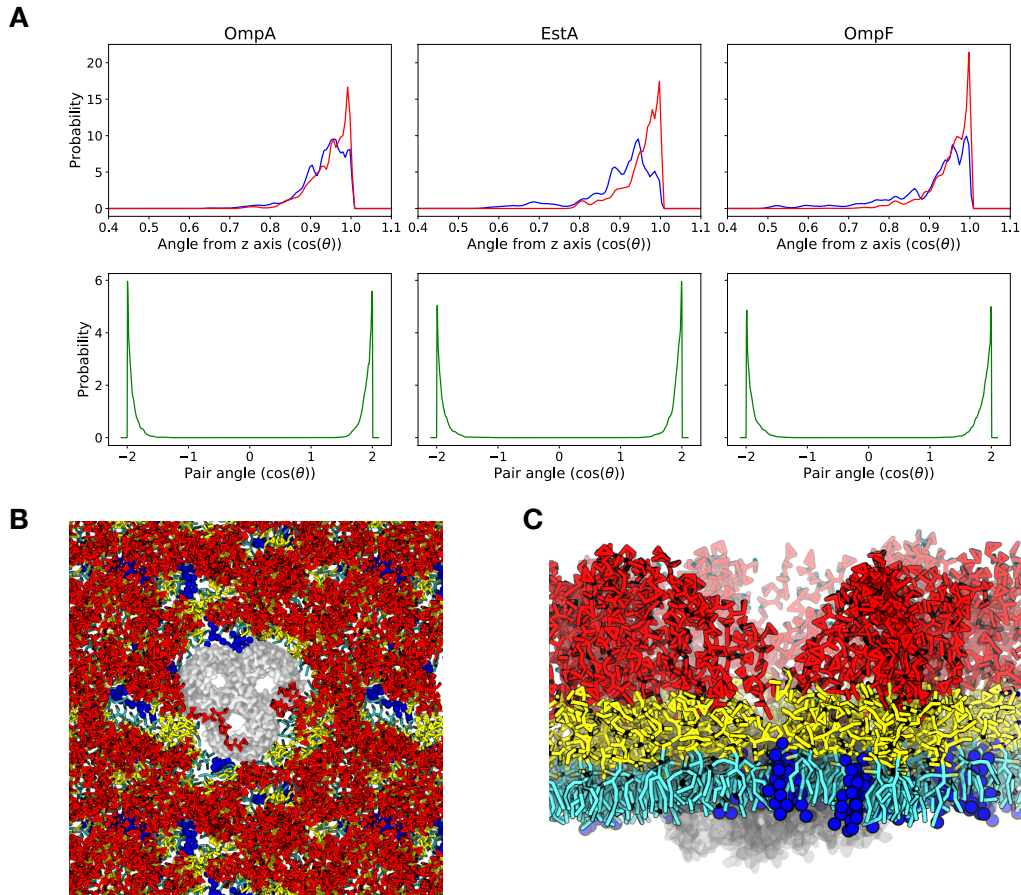 A
OmpA EstA OmpF
Probability
20
15
10
5
0
0.4 0.5 0.6 0.7 0.8 0.9 1.0 1.1
Angle from z axis (cos(θ))
0.4 0.5 0.6 0.7 0.8 0.9 1.0 1.1
Angle from z axis (cos(θ))
0.4 0.5 0.6 0.7 0.8 0.9 1.0 1.1
Angle from z axis (cos(θ))
Probability
6
4
2
0
−2 −1 0 1 2
Pair angle (cos(θ))
−2 −1 0 1 2
Pair angle (cos(θ))
−2 −1 0 1 2
Pair angle (cos(θ))
B
C